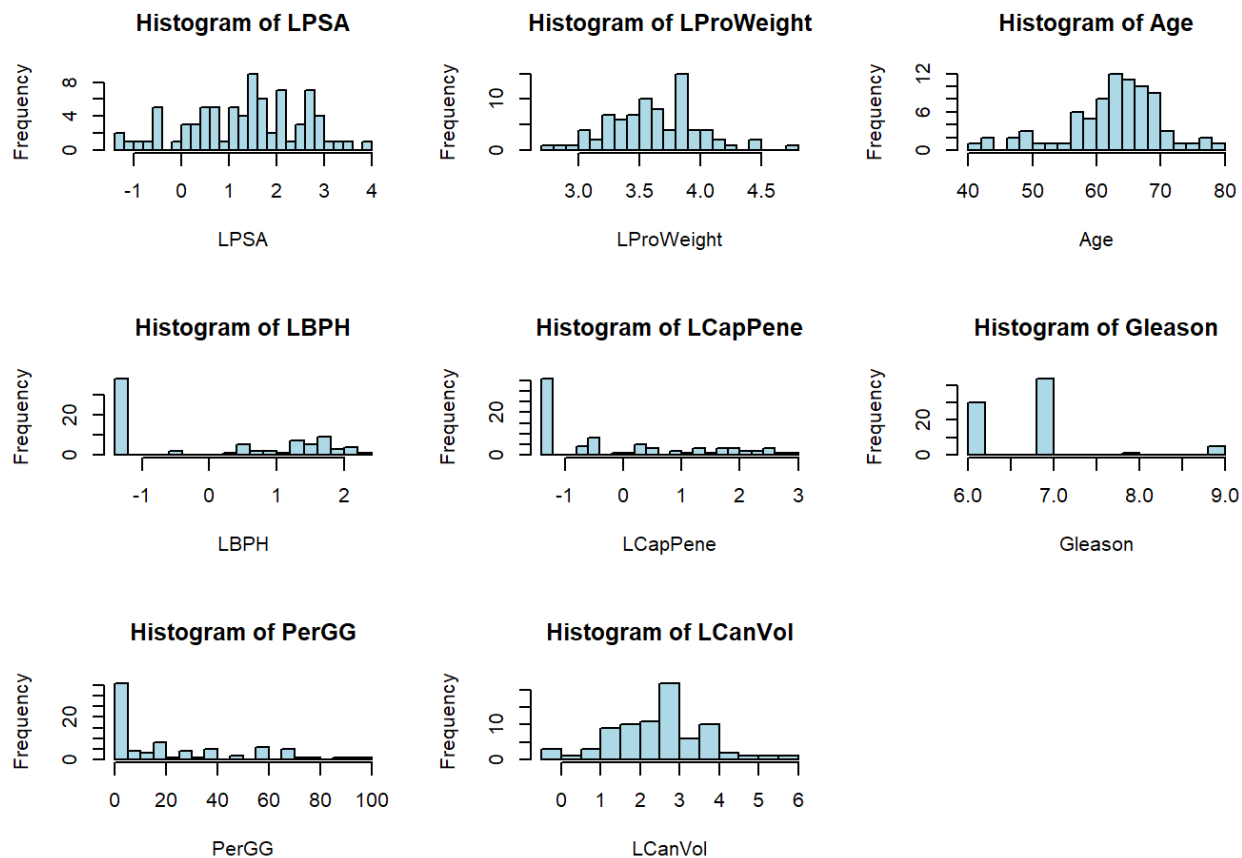 Histogram of LPSA
Frequency
0 4 8
-1 0 1 2 3 4
LPSA
Histogram of LProWeight
Frequency
0 10
3.0 3.5 4.0 4.5
LProWeight
Histogram of Age
Frequency
0 6 12
40 50 60 70 80
Age
Histogram of LBPH
Frequency
0 20
-1 0 1 2
LBPH
Histogram of LCapPene
Frequency
0 20
-1 0 1 2 3
LCapPene
Histogram of Gleason
Frequency
0 20
6.0 7.0 8.0 9.0
Gleason
Histogram of PerGG
Frequency
0 20
0 20 40 60 80 100
PerGG
Histogram of LCanVol
Frequency
0 10
0 1 2 3 4 5 6
LCanVol